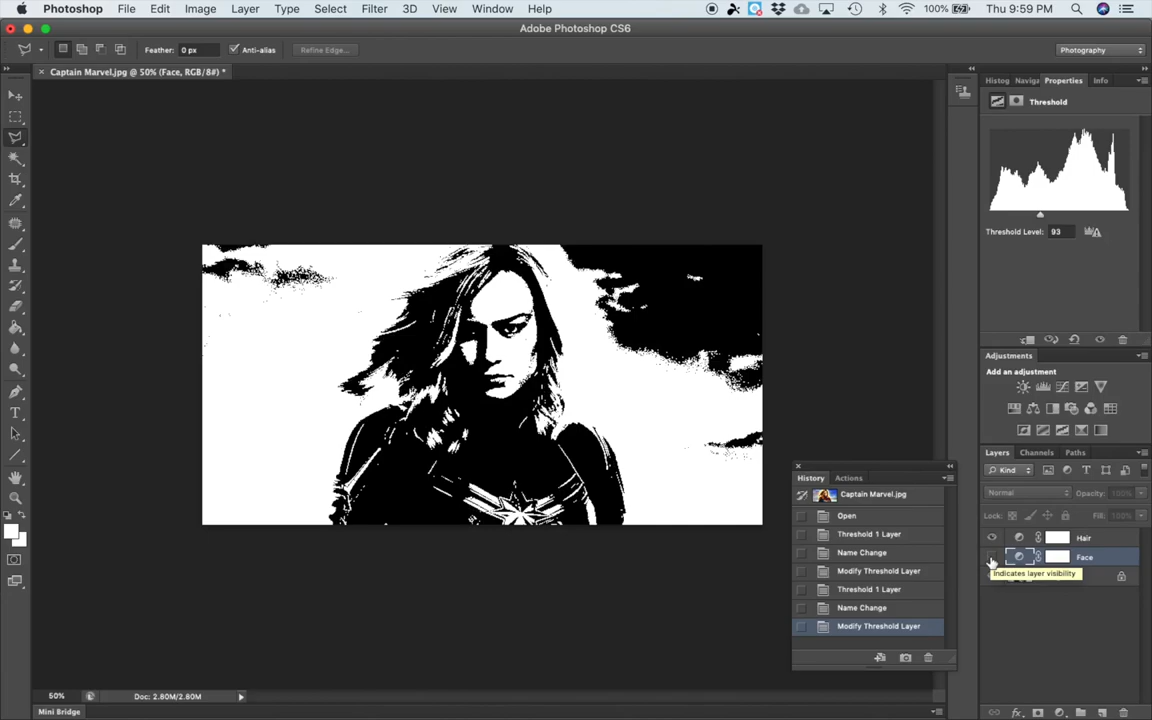 Photoshop File Edit Image Layer Type Select Filter 3D View Window Help 100% Thu 9:59 PM
Adobe Photoshop CS6
Feather: 0 px Anti-alias Refine Edge... Photography
Captain Marvel.jpg @ 50% (Face, RGB/8#) *
Histog Naviga Properties Info
Threshold
Threshold Level: 93
Adjustments
Add an adjustment
Layers Channels Paths
Kind
Normal Opacity: 100%
Lock: Fill: 100%
Hair
Face
Indicates layer visibility
History Actions
Captain Marvel.jpg
Open
Threshold 1 Layer
Name Change
Modify Threshold Layer
Threshold 1 Layer
Name Change
Modify Threshold Layer
50% Doc: 2.80M/2.80M
Mini Bridge